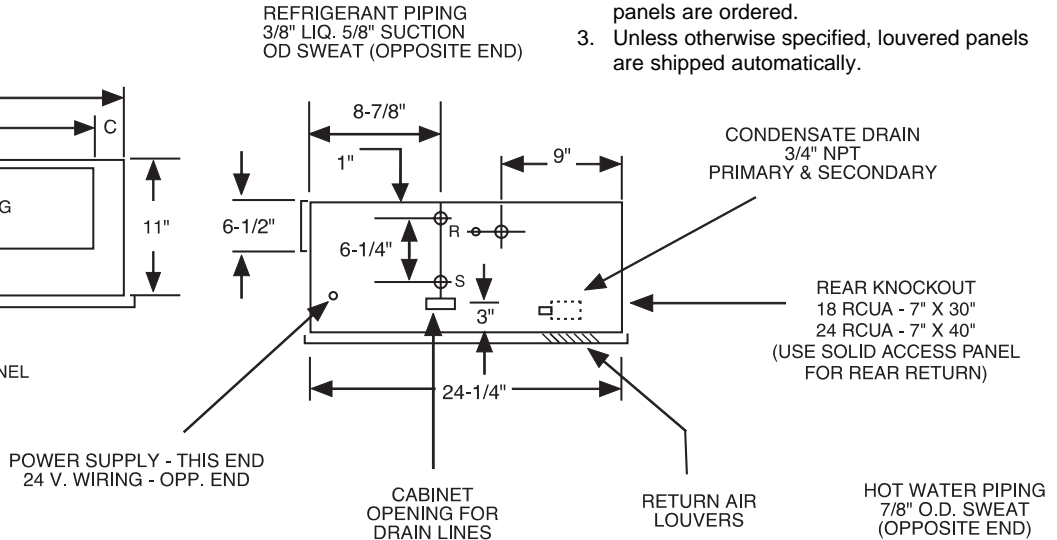 REFRIGERANT PIPING
3/8" LIQ. 5/8" SUCTION
OD SWEAT (OPPOSITE END)
panels are ordered.
3. Unless otherwise specified, louvered panels
are shipped automatically.
C
G
11"
NEL
8-7/8"
1"
9"
6-1/2"
6-1/4"
R
S
3"
24-1/4"
CONDENSATE DRAIN
3/4" NPT
PRIMARY & SECONDARY
REAR KNOCKOUT
18 RCUA - 7" X 30"
24 RCUA - 7" X 40"
(USE SOLID ACCESS PANEL
FOR REAR RETURN)
POWER SUPPLY - THIS END
24 V. WIRING - OPP. END
CABINET
OPENING FOR
DRAIN LINES
RETURN AIR
LOUVERS
HOT WATER PIPING
7/8" O.D. SWEAT
(OPPOSITE END)